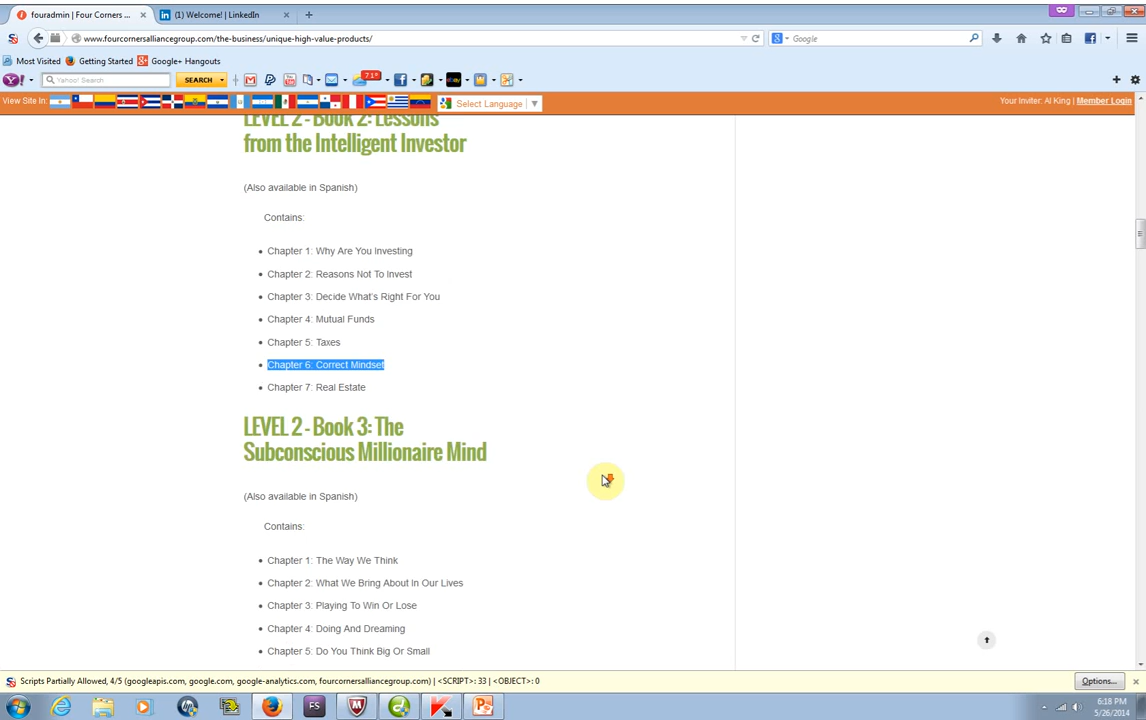 fouradmin | Four Corners ...
(1) Welcome! | LinkedIn
www.fourcornersalliancegroup.com/the-business/unique-high-value-products/
Google
Most Visited
Getting Started
Google+ Hangouts
Yahoo! Search
SEARCH
71°
View Site In:
Select Language
Your Inviter: Al King | Member Login
LEVEL 2 - Book 2: Lessons
from the Intelligent Investor
(Also available in Spanish)
Contains:
Chapter 1: Why Are You Investing
Chapter 2: Reasons Not To Invest
Chapter 3: Decide What's Right For You
Chapter 4: Mutual Funds
Chapter 5: Taxes
Chapter 6: Correct Mindset
Chapter 7: Real Estate
LEVEL 2 - Book 3: The
Subconscious Millionaire Mind
(Also available in Spanish)
Contains:
Chapter 1: The Way We Think
Chapter 2: What We Bring About In Our Lives
Chapter 3: Playing To Win Or Lose
Chapter 4: Doing And Dreaming
Chapter 5: Do You Think Big Or Small
Scripts Partially Allowed, 4/5 (googleapis.com, google.com, google-analytics.com, fourcornersalliancegroup.com) | <SCRIPT>: 33 | <OBJECT>: 0
Options...
FS
6:18 PM
5/26/2014